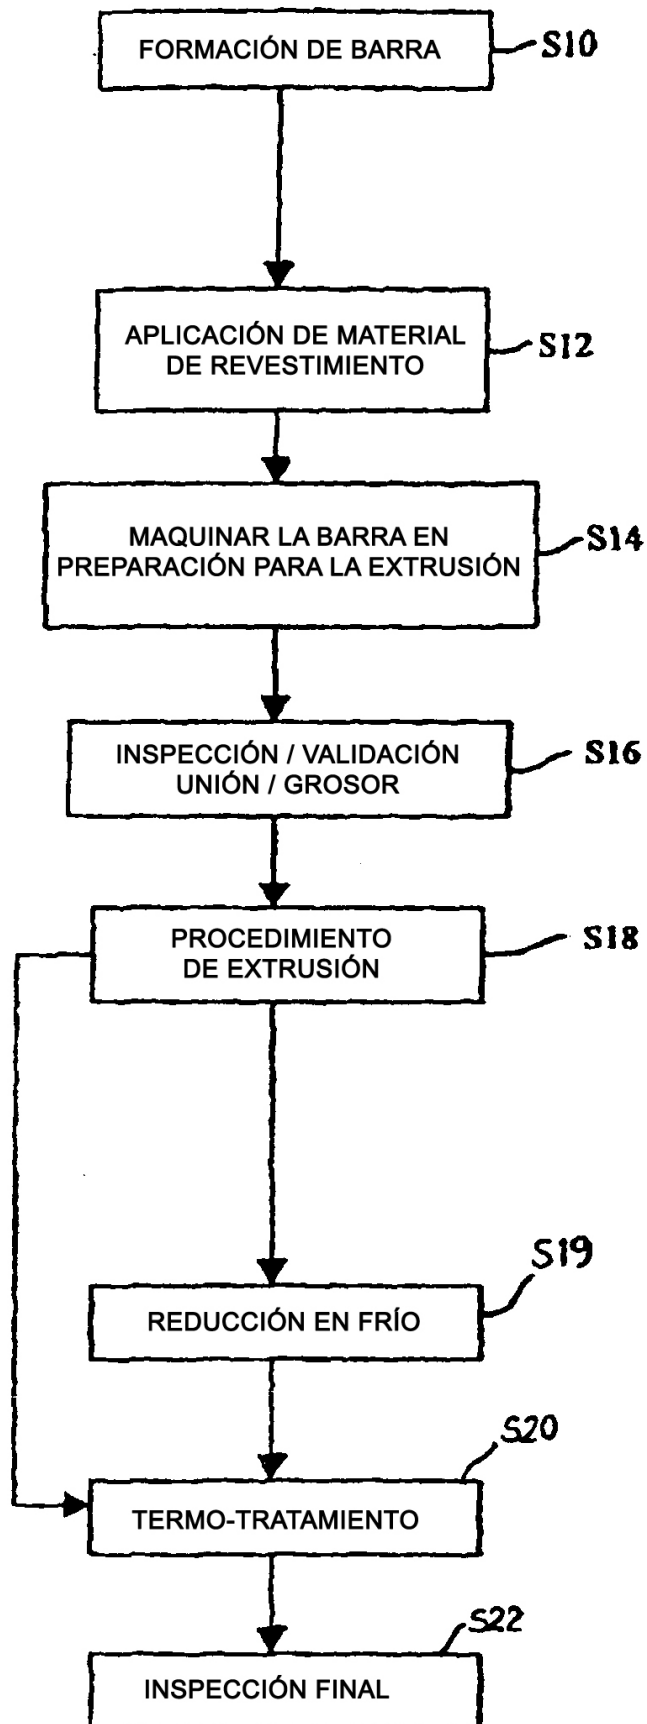 FORMACIÓN DE BARRA
S10
APLICACIÓN DE MATERIAL
DE REVESTIMIENTO
S12
MAQUINAR LA BARRA EN
PREPARACIÓN PARA LA EXTRUSIÓN
S14
INSPECCIÓN / VALIDACIÓN
UNIÓN / GROSOR
S16
PROCEDIMIENTO
DE EXTRUSIÓN
S18
S19
REDUCCIÓN EN FRÍO
S20
TERMO-TRATAMIENTO
S22
INSPECCIÓN FINAL